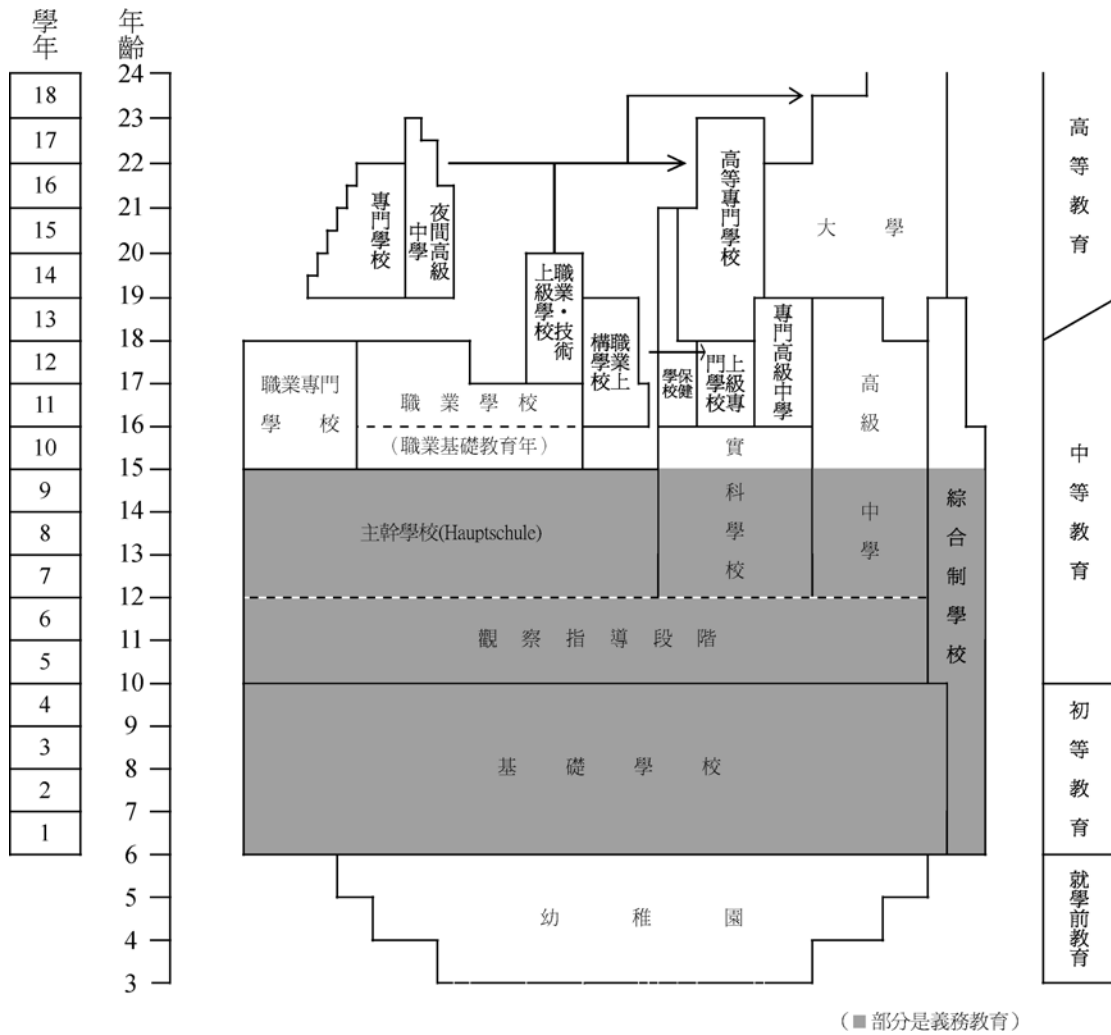 學年
年齡
24
18
23
17
22
16
21
15
20
14
19
13
18
12
17
11
16
10
15
9
14
8
13
7
12
6
11
5
10
4
9
3
8
2
7
1
6
5
4
3
專門學校
夜間高級中學
職業・技術上級學校
職業上構學校
高等專門學校
大學
保健學校
上級專門學校
專門高級中學
職業專門學校
職業學校
(職業基礎教育年)
實科學校
高級中學
綜合制學校
主幹學校(Hauptschule)
觀察指導段階
基礎學校
幼稚園
高等教育
中等教育
初等教育
就學前教育
(■部分是義務教育)